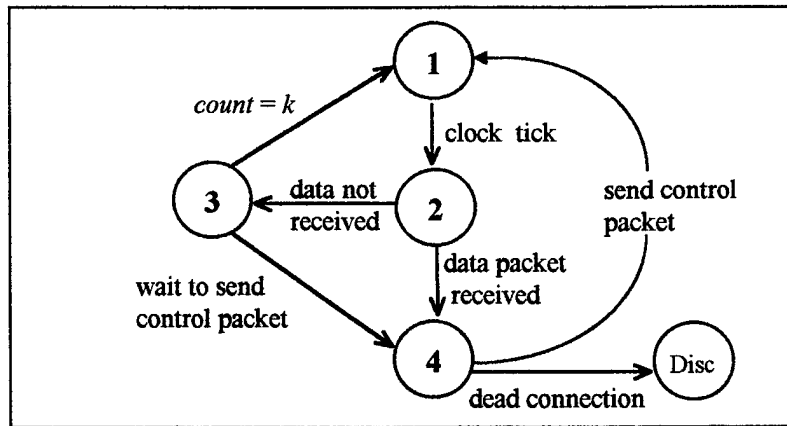 1
count = k
clock tick
3
data not
received
2
send control
packet
data packet
received
wait to send
control packet
4
Disc
dead connection